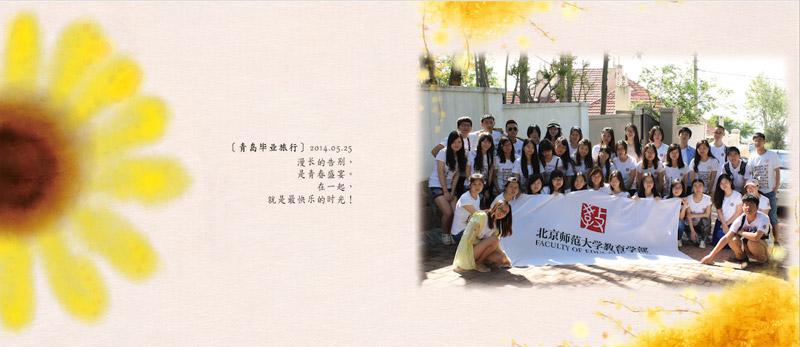 〔青岛毕业旅行〕2014.05.25
漫长的告别，
是青春盛宴。
在一起，
就是最快乐的时光！
北京师范大学教育学部
FACULTY OF